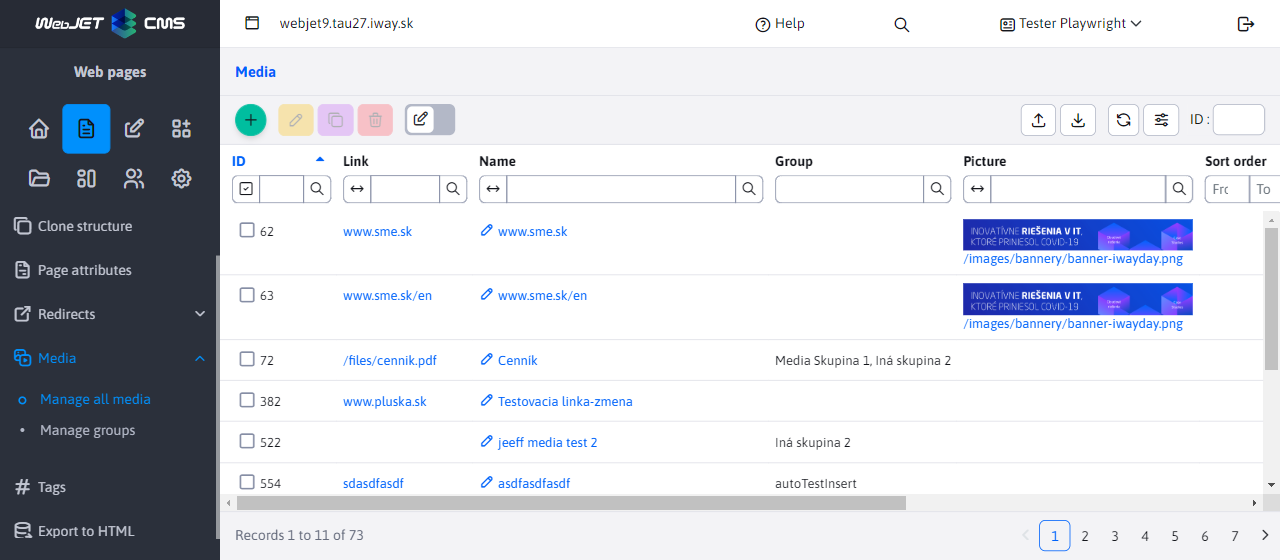 WebJET CMS
webjet9.tau27.iway.sk
Help
Tester Playwright
Web pages
Media
ID :
Clone structure
Page attributes
Redirects
Media
Manage all media
Manage groups
Tags
Export to HTML
ID Link Name Group Picture Sort order
To
62 www.sme.sk www.sme.sk
INOVATÍVNE RIEŠENIA V IT,
KTORÉ PRINIESOL COVID-19
/images/bannery/banner-iwayday.png
63 www.sme.sk/en www.sme.sk/en
INOVATÍVNE RIEŠENIA V IT,
KTORÉ PRINIESOL COVID-19
/images/bannery/banner-iwayday.png
72 /files/cennik.pdf Cenník Media Skupina 1, Iná skupina 2
382 www.pluska.sk Testovacia linka-zmena
522 jeeff media test 2 Iná skupina 2
554 sdasdfasdf asdfasdfasdf autoTestInsert
Records 1 to 11 of 73
1 2 3 4 5 6 7